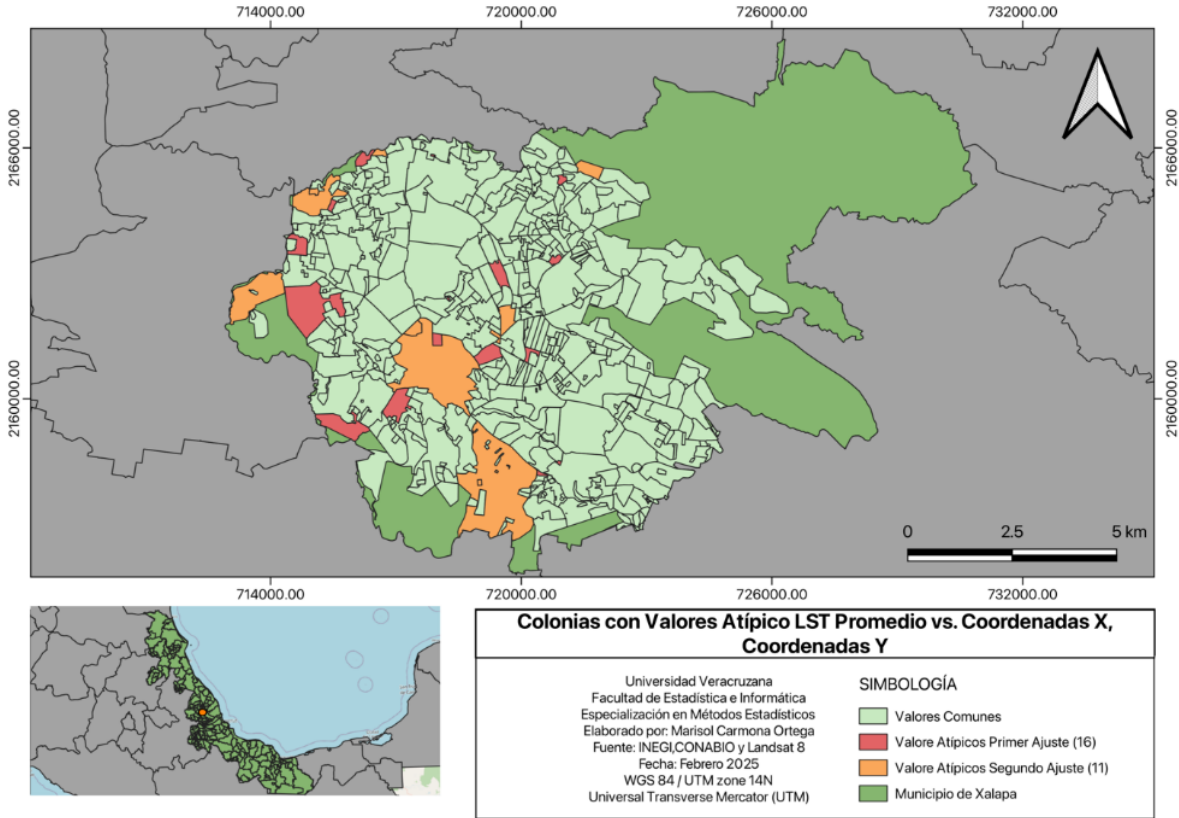 714000.00 720000.00 726000.00 732000.00
2166000.00
2166000.00
2160000.00
2160000.00
0 2.5 5 km
714000.00 720000.00 726000.00 732000.00
Colonias con Valores Atípico LST Promedio vs. Coordenadas X,
Coordenadas Y
Universidad Veracruzana
Facultad de Estadística e Informática
Especialización en Métodos Estadísticos
Elaborado por: Marisol Carmona Ortega
Fuente: INEGI,CONABIO y Landsat 8
Fecha: Febrero 2025
WGS 84 / UTM zone 14N
Universal Transverse Mercator (UTM)
SIMBOLOGÍA
Valores Comunes
Valore Atípicos Primer Ajuste (16)
Valore Atípicos Segundo Ajuste (11)
Municipio de Xalapa